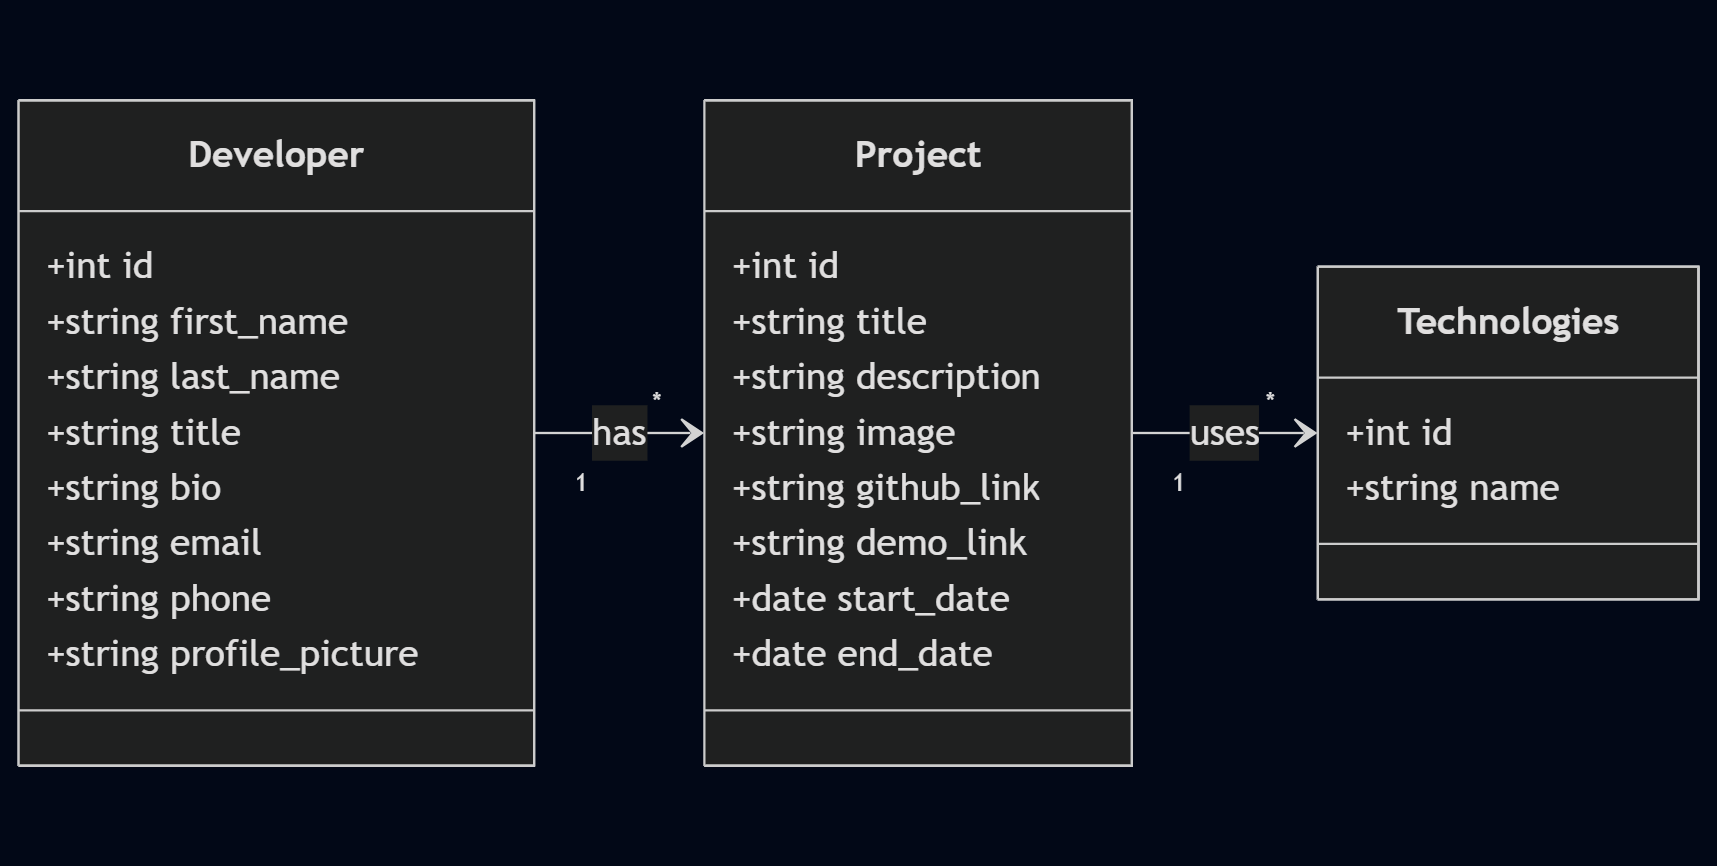 Developer
+int id
+string first_name
+string last_name
+string title
+string bio
+string email
+string phone
+string profile_picture
has
*
1
Project
+int id
+string title
+string description
+string image
+string github_link
+string demo_link
+date start_date
+date end_date
uses
*
1
Technologies
+int id
+string name